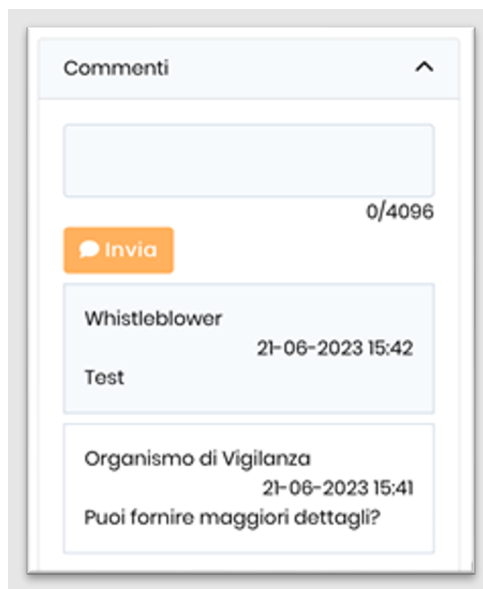 Commenti
0/4096
Invia
Whistleblower
21-06-2023 15:42
Test
Organismo di Vigilanza
21-06-2023 15:41
Puoi fornire maggiori dettagli?